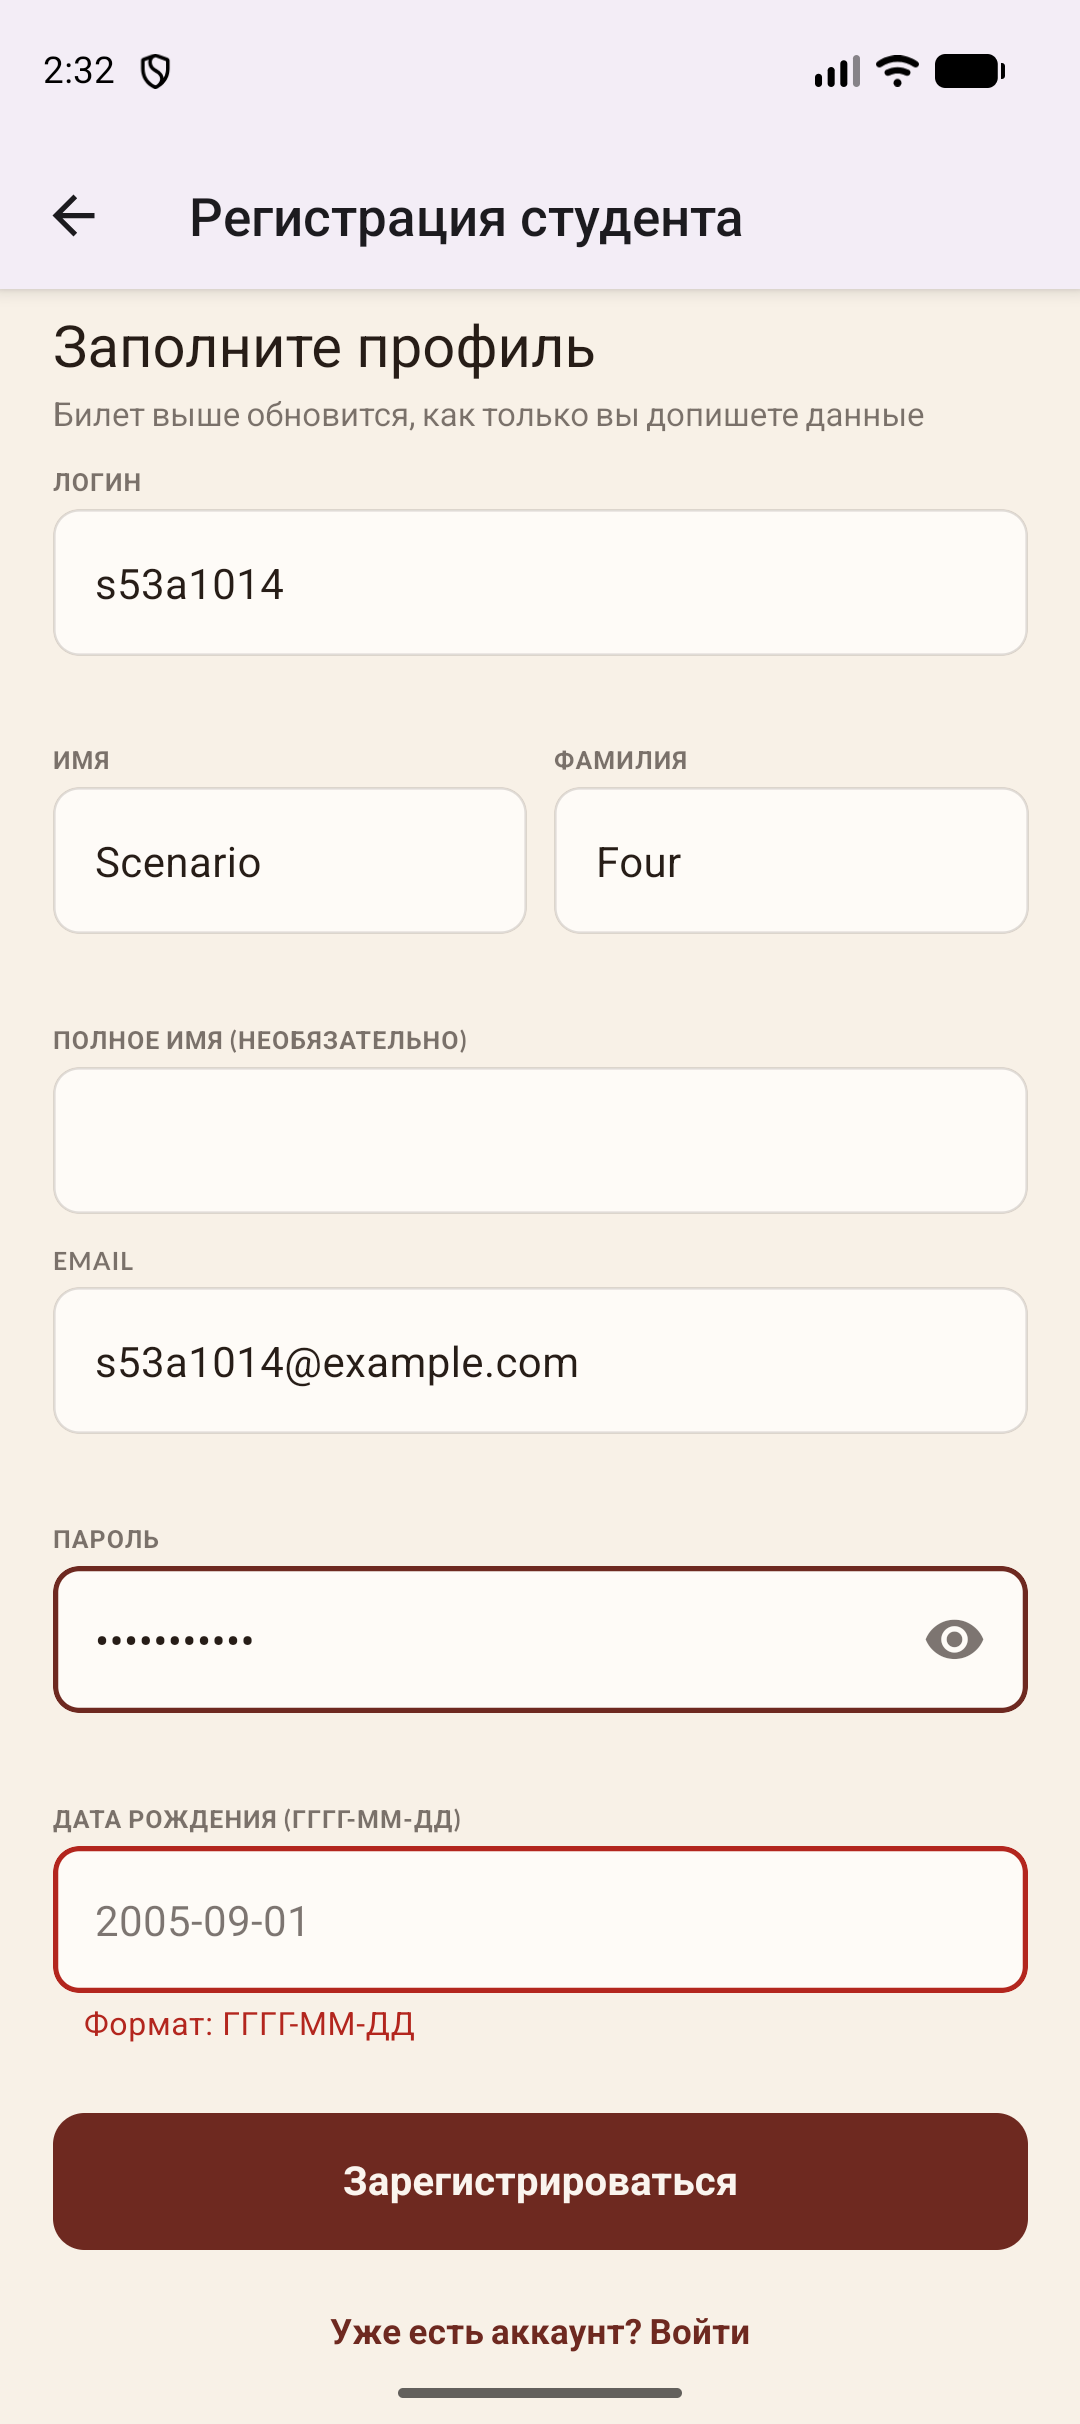 2:32
Регистрация студента
Заполните профиль
Билет выше обновится, как только вы допишете данные
ЛОГИН
s53a1014
ИМЯ
ФАМИЛИЯ
Scenario
Four
ПОЛНОЕ ИМЯ (НЕОБЯЗАТЕЛЬНО)
EMAIL
s53a1014@example.com
ПАРОЛЬ
•••••••••••
ДАТА РОЖДЕНИЯ (ГГГГ-ММ-ДД)
2005-09-01
Формат: ГГГГ-ММ-ДД
Зарегистрироваться
Уже есть аккаунт? Войти